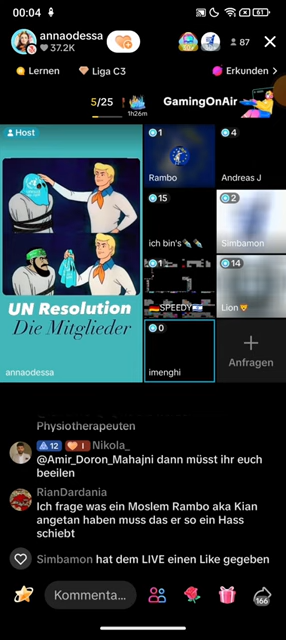 00:04
61
annaodessa
37.2K
87
Lernen
Liga C3
Erkunden
5/25
1h26m
GamingOnAir
Host
1
Rambo
4
Andreas J
15
ich bin's
2
Simbamon
1
SPEEDY
14
Lion
UN Resolution
Die Mitglieder
annaodessa
0
imenghi
Anfragen
Physiotherapeuten
12 1 Nikola_
@Amir_Doron_Mahajni dann müsst ihr euch
beeilen
RianDardania
Ich frage was ein Moslem Rambo aka Kian
angetan haben muss das er so ein Hass
schiebt
Simbamon hat dem LIVE einen Like gegeben
Kommenta...
166